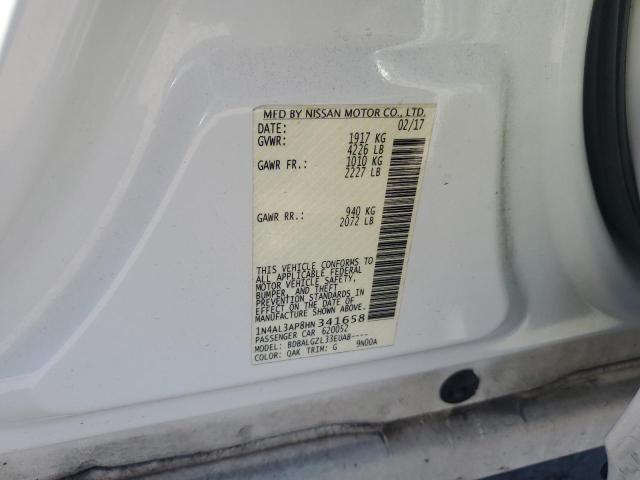 MFD BY NISSAN MOTOR CO., LTD.
DATE: 02/17
GVWR: 1917 KG
4226 LB
GAWR FR.: 1010 KG
2227 LB
GAWR RR.: 940 KG
2072 LB
THIS VEHICLE CONFORMS TO
ALL APPLICABLE FEDERAL
MOTOR VEHICLE SAFETY,
BUMPER, AND THEFT
PREVENTION STANDARDS IN
EFFECT ON THE DATE OF
MANUFACTURE SHOWN ABOVE.
1N4AL3AP8HN 341658
PASSENGER CAR 6200S2
MODEL: BDBALGZL33EUAB----
COLOR: QAK TRIM: G 9N00A